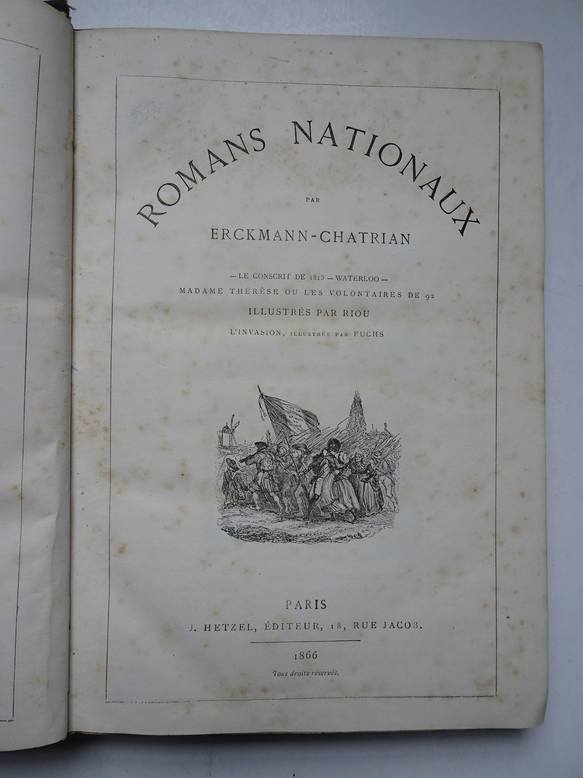 ROMANS NATIONAUX
PAR
ERCKMANN-CHATRIAN
— LE CONSCRIT DE 1813 — WATERLOO —
MADAME THÉRÈSE OU LES VOLONTAIRES DE 92
ILLUSTRÉS PAR RIOU
L'INVASION, ILLUSTRÉE PAR FUCHS
PARIS
J. HETZEL, ÉDITEUR, 18, RUE JACOB.
1866
Tous droits réservés.